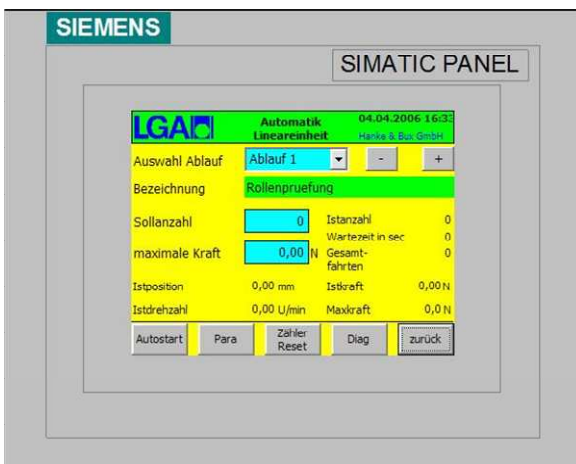 SIEMENS
SIMATIC PANEL
LGA
Automatik
Lineareinheit
04.04.2006 16:33
Hanke & Bux GmbH
Auswahl Ablauf Ablauf 1 - +
Bezeichnung Rollenpruefung
Sollanzahl 0 Istanzahl 0
Wartezeit in sec 0
maximale Kraft 0,00 N Gesamt-
fahrten 0
Istposition 0,00 mm Istkraft 0,00 N
Istdrehzahl 0,00 U/min Maxkraft 0,0 N
Autostart Para Zähler
Reset Diag zurück